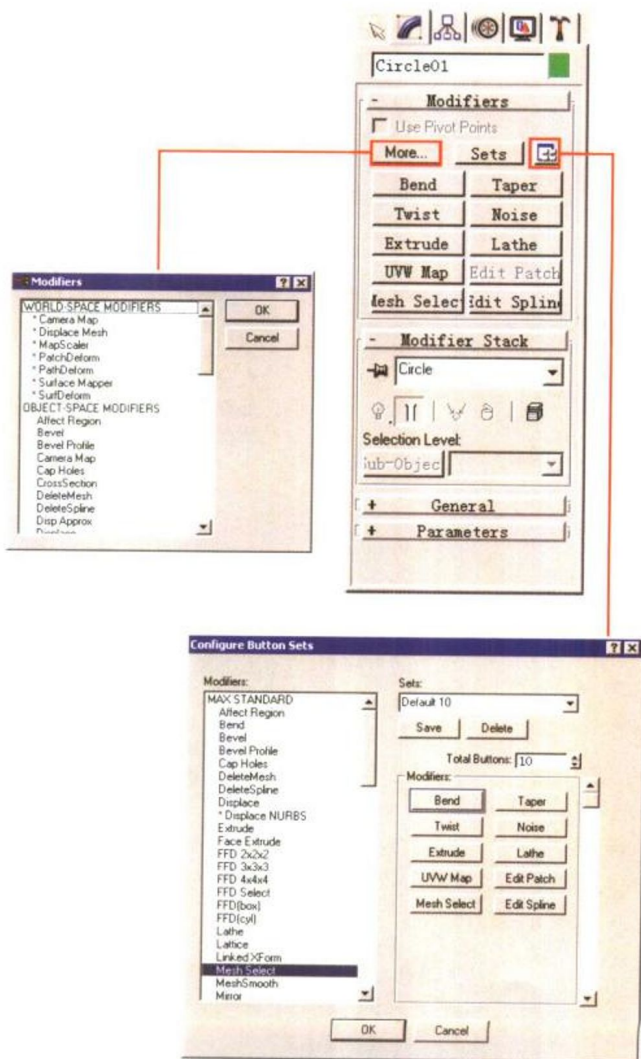 Circle01
- Modifiers
Use Pivot Points
More... Sets
Bend Taper
Twist Noise
Extrude Lathe
UVW Map Edit Patch
Mesh Select Edit Spline
- Modifier Stack
Circle
Selection Level:
Sub-Objec
+ General
+ Parameters
Modifiers
WORLD-SPACE MODIFIERS
* Camera Map
* Displace Mesh
* MapScaler
* PatchDeform
* PathDeform
* Surface Mapper
* SurfDeform
OBJECT-SPACE MODIFIERS
Affect Region
Bevel
Bevel Profile
Camera Map
Cap Holes
CrossSection
DeleteMesh
DeleteSpline
Disp Approx
OK
Cancel
Configure Button Sets
Modifiers:
MAX STANDARD
Affect Region
Bend
Bevel
Bevel Profile
Cap Holes
DeleteMesh
DeleteSpline
Displace
* Displace NURBS
Extrude
Face Extrude
FFD 2x2x2
FFD 3x3x3
FFD 4x4x4
FFD Select
FFD(box)
FFD(cyl)
Lathe
Lattice
Linked XForm
Mesh Select
MeshSmooth
Mirror
Sets:
Default 10
Save Delete
Total Buttons: 10
Modifiers:
Bend Taper
Twist Noise
Extrude Lathe
UVW Map Edit Patch
Mesh Select Edit Spline
OK Cancel